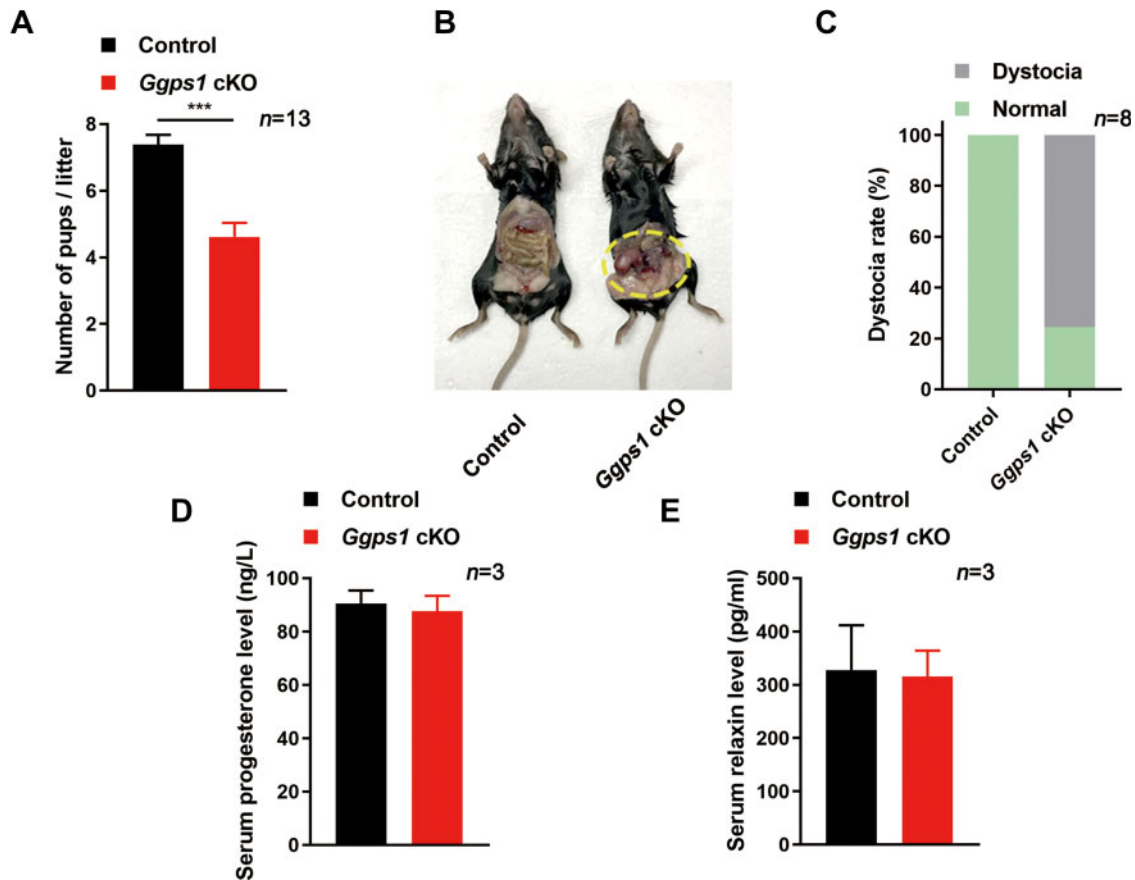 A
Control
Ggps1 cKO
***
n=13
Number of pups / litter
8
6
4
2
0
B
Control
Ggps1 cKO
C
Dystocia
Normal
n=8
Dystocia rate (%)
100
80
60
40
20
0
Control
Ggps1 cKO
D
Control
Ggps1 cKO
n=3
Serum progesterone level (ng/L)
100
80
60
40
20
0
E
Control
Ggps1 cKO
n=3
Serum relaxin level (pg/ml)
500
400
300
200
100
0